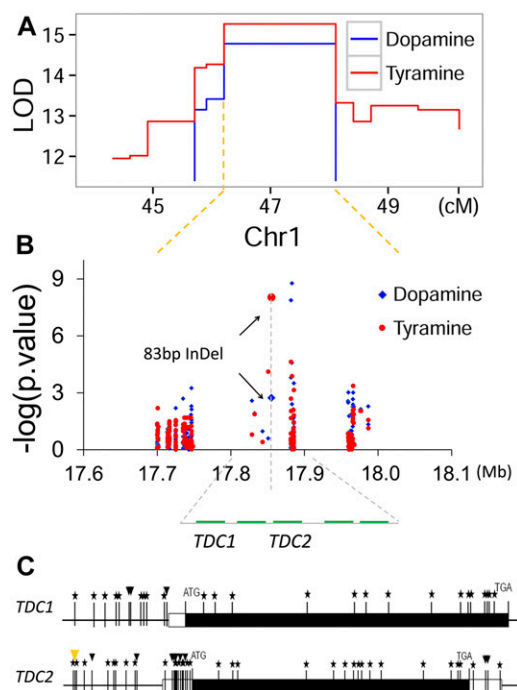 A
LOD
15
14
13
12
Dopamine
Tyramine
45
47
49
(cM)
Chr1
B
-log(p.value)
9
6
3
0
Dopamine
Tyramine
83bp InDel
17.6
17.7
17.8
17.9
18.0
18.1
(Mb)
TDC1
TDC2
C
TDC1
ATG
TGA
TDC2
ATG
TGA